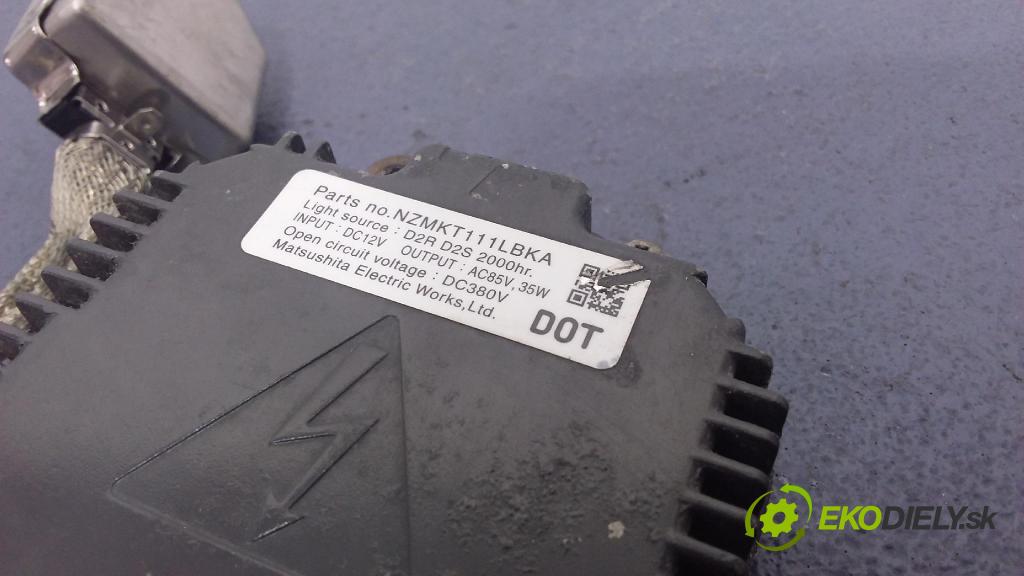 Parts no.NZMKT111LBKA
Light source : D2R D2S 2000hr.
INPUT : DC12V OUTPUT : AC85V, 35W
Open circuit voltage : DC380V
Matsushita Electric Works,Ltd.
DOT
EKODIELY.sk